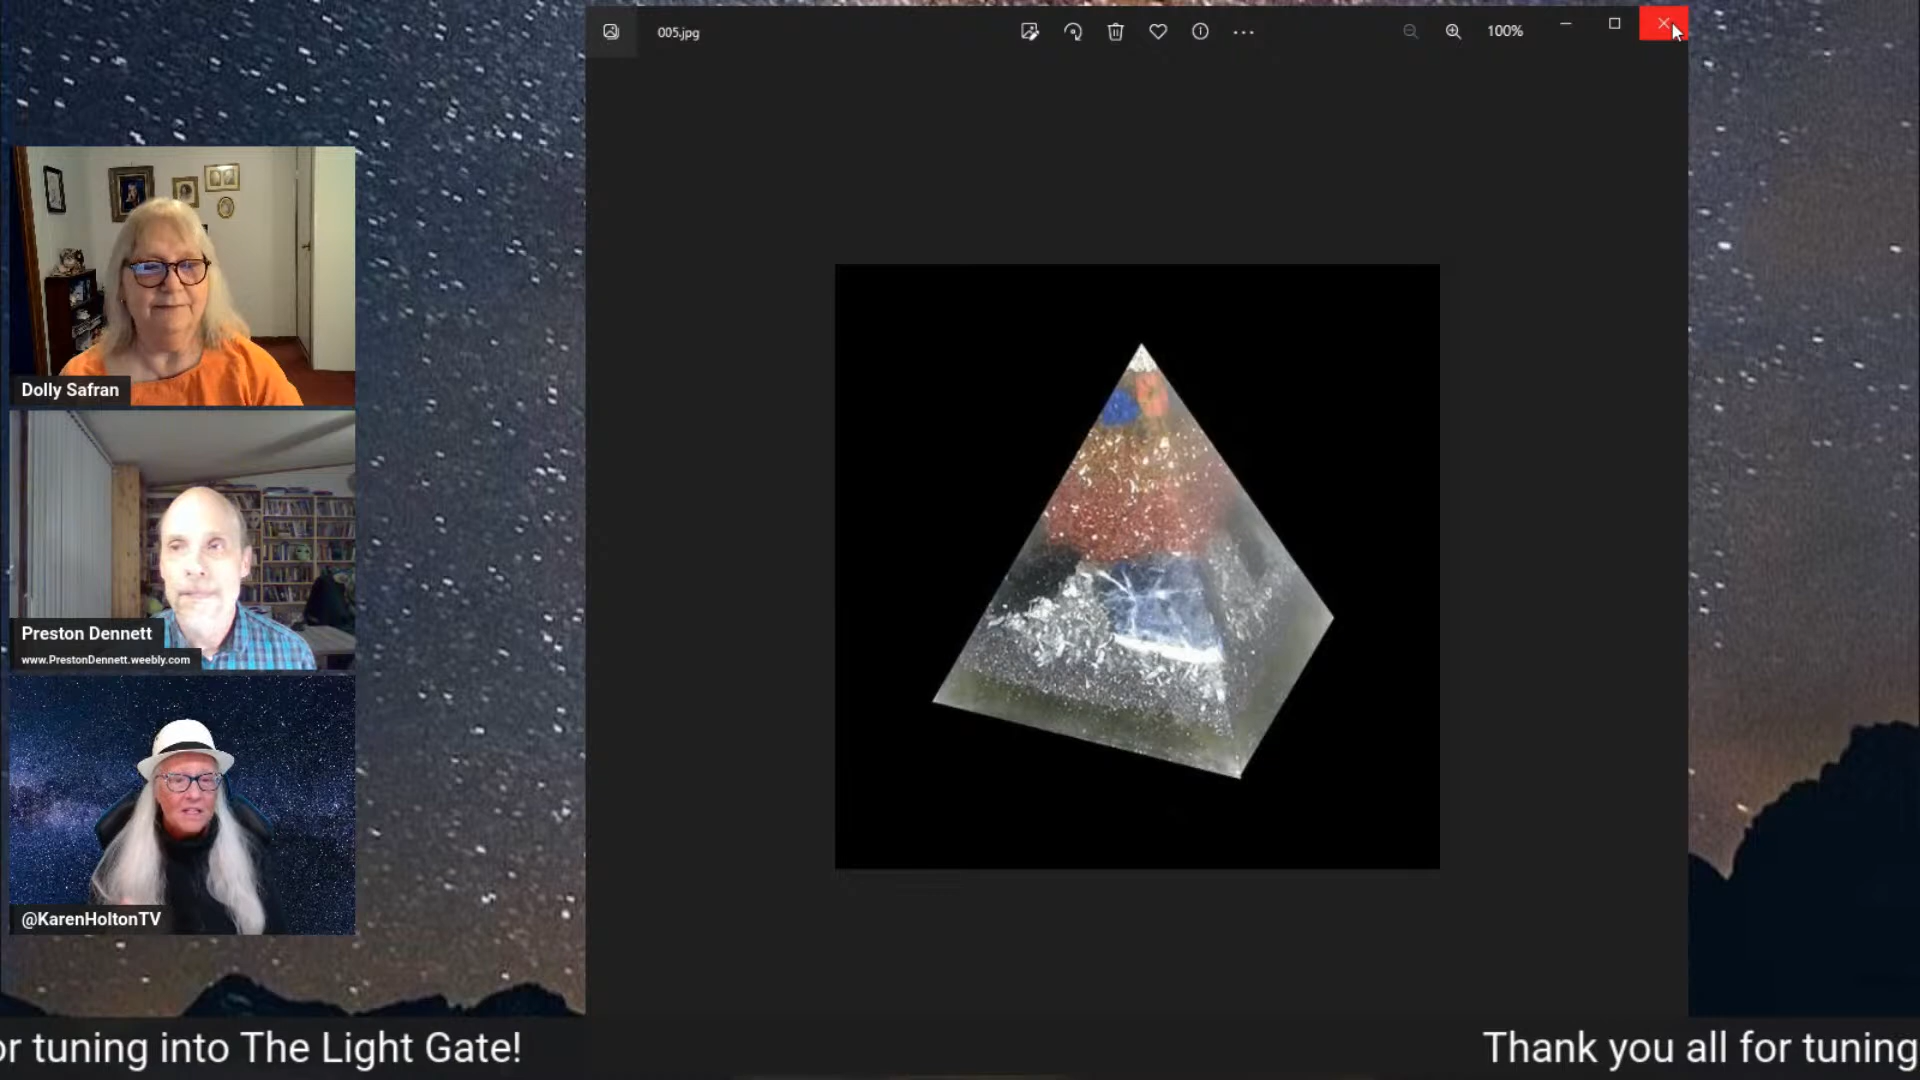 005.jpg
100%
Dolly Safran
Preston Dennett
www.PrestonDennett.weebly.com
@KarenHoltonTV
or tuning into The Light Gate!
Thank you all for tuning